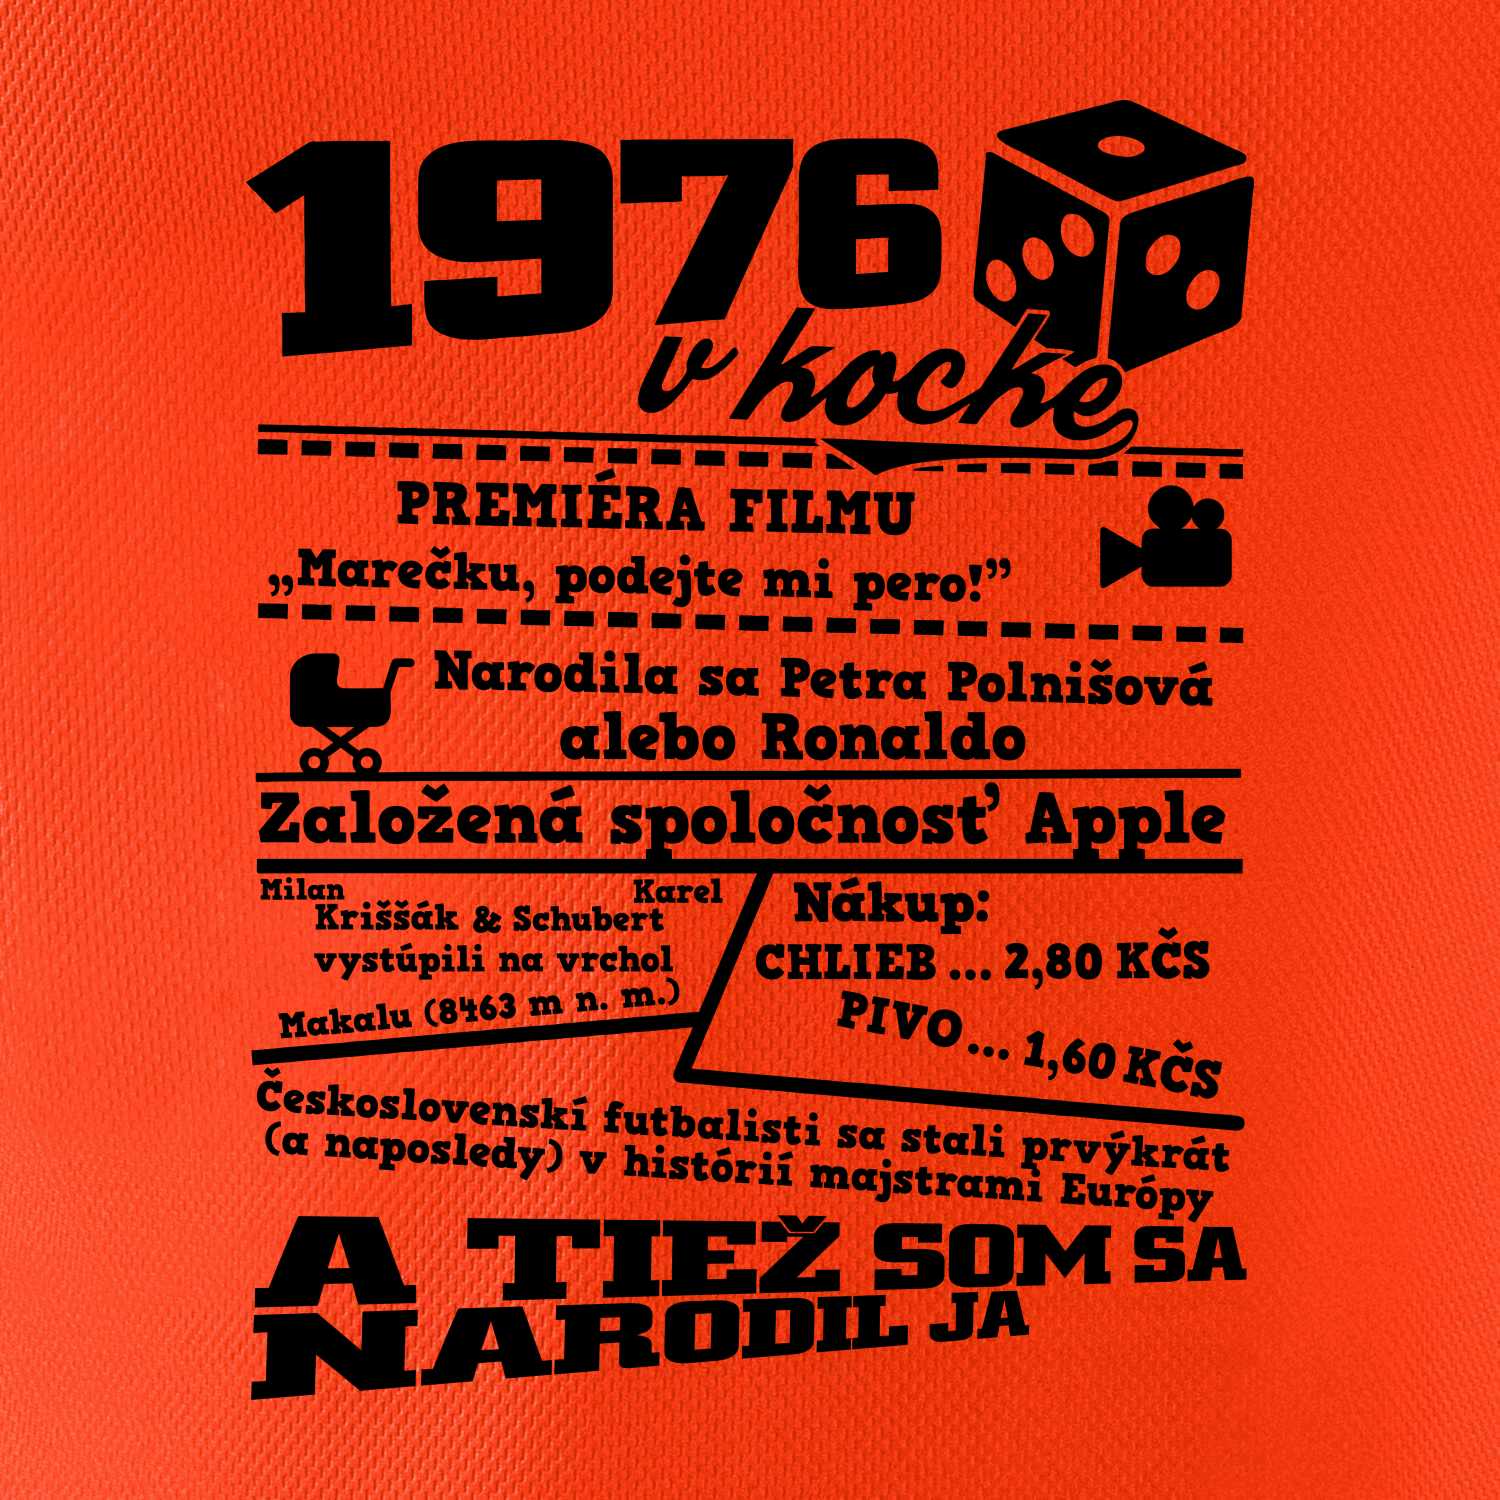 1976
v kocke
PREMIÉRA FILMU
„Marečku, podejte mi pero!”
Narodila sa Petra Polnišová
alebo Ronaldo
Založená spoločnosť Apple
Milan Karel
Kriššák & Schubert
vystúpili na vrchol
Makalu (8463 m n. m.)
Nákup:
CHLIEB ... 2,80 KČS
PIVO ... 1,60 KČS
Československí futbalisti sa stali prvýkrát
(a naposledy) v histórií majstrami Európy
A TIEŽ SOM SA
NARODIL JA